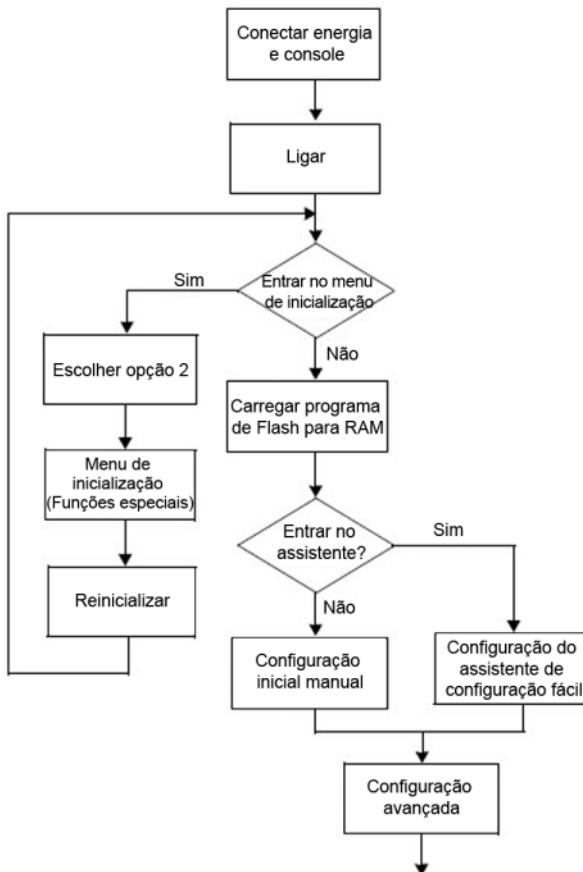 Conectar energia
e console
Ligar
Sim
Entrar no menu
de inicialização
Não
Escolher opção 2
Carregar programa
de Flash para RAM
Menu de
inicialização
(Funções especiais)
Entrar no
assistente?
Sim
Reinicializar
Não
Configuração
inicial manual
Configuração do
assistente de
configuração fácil
Configuração
avançada